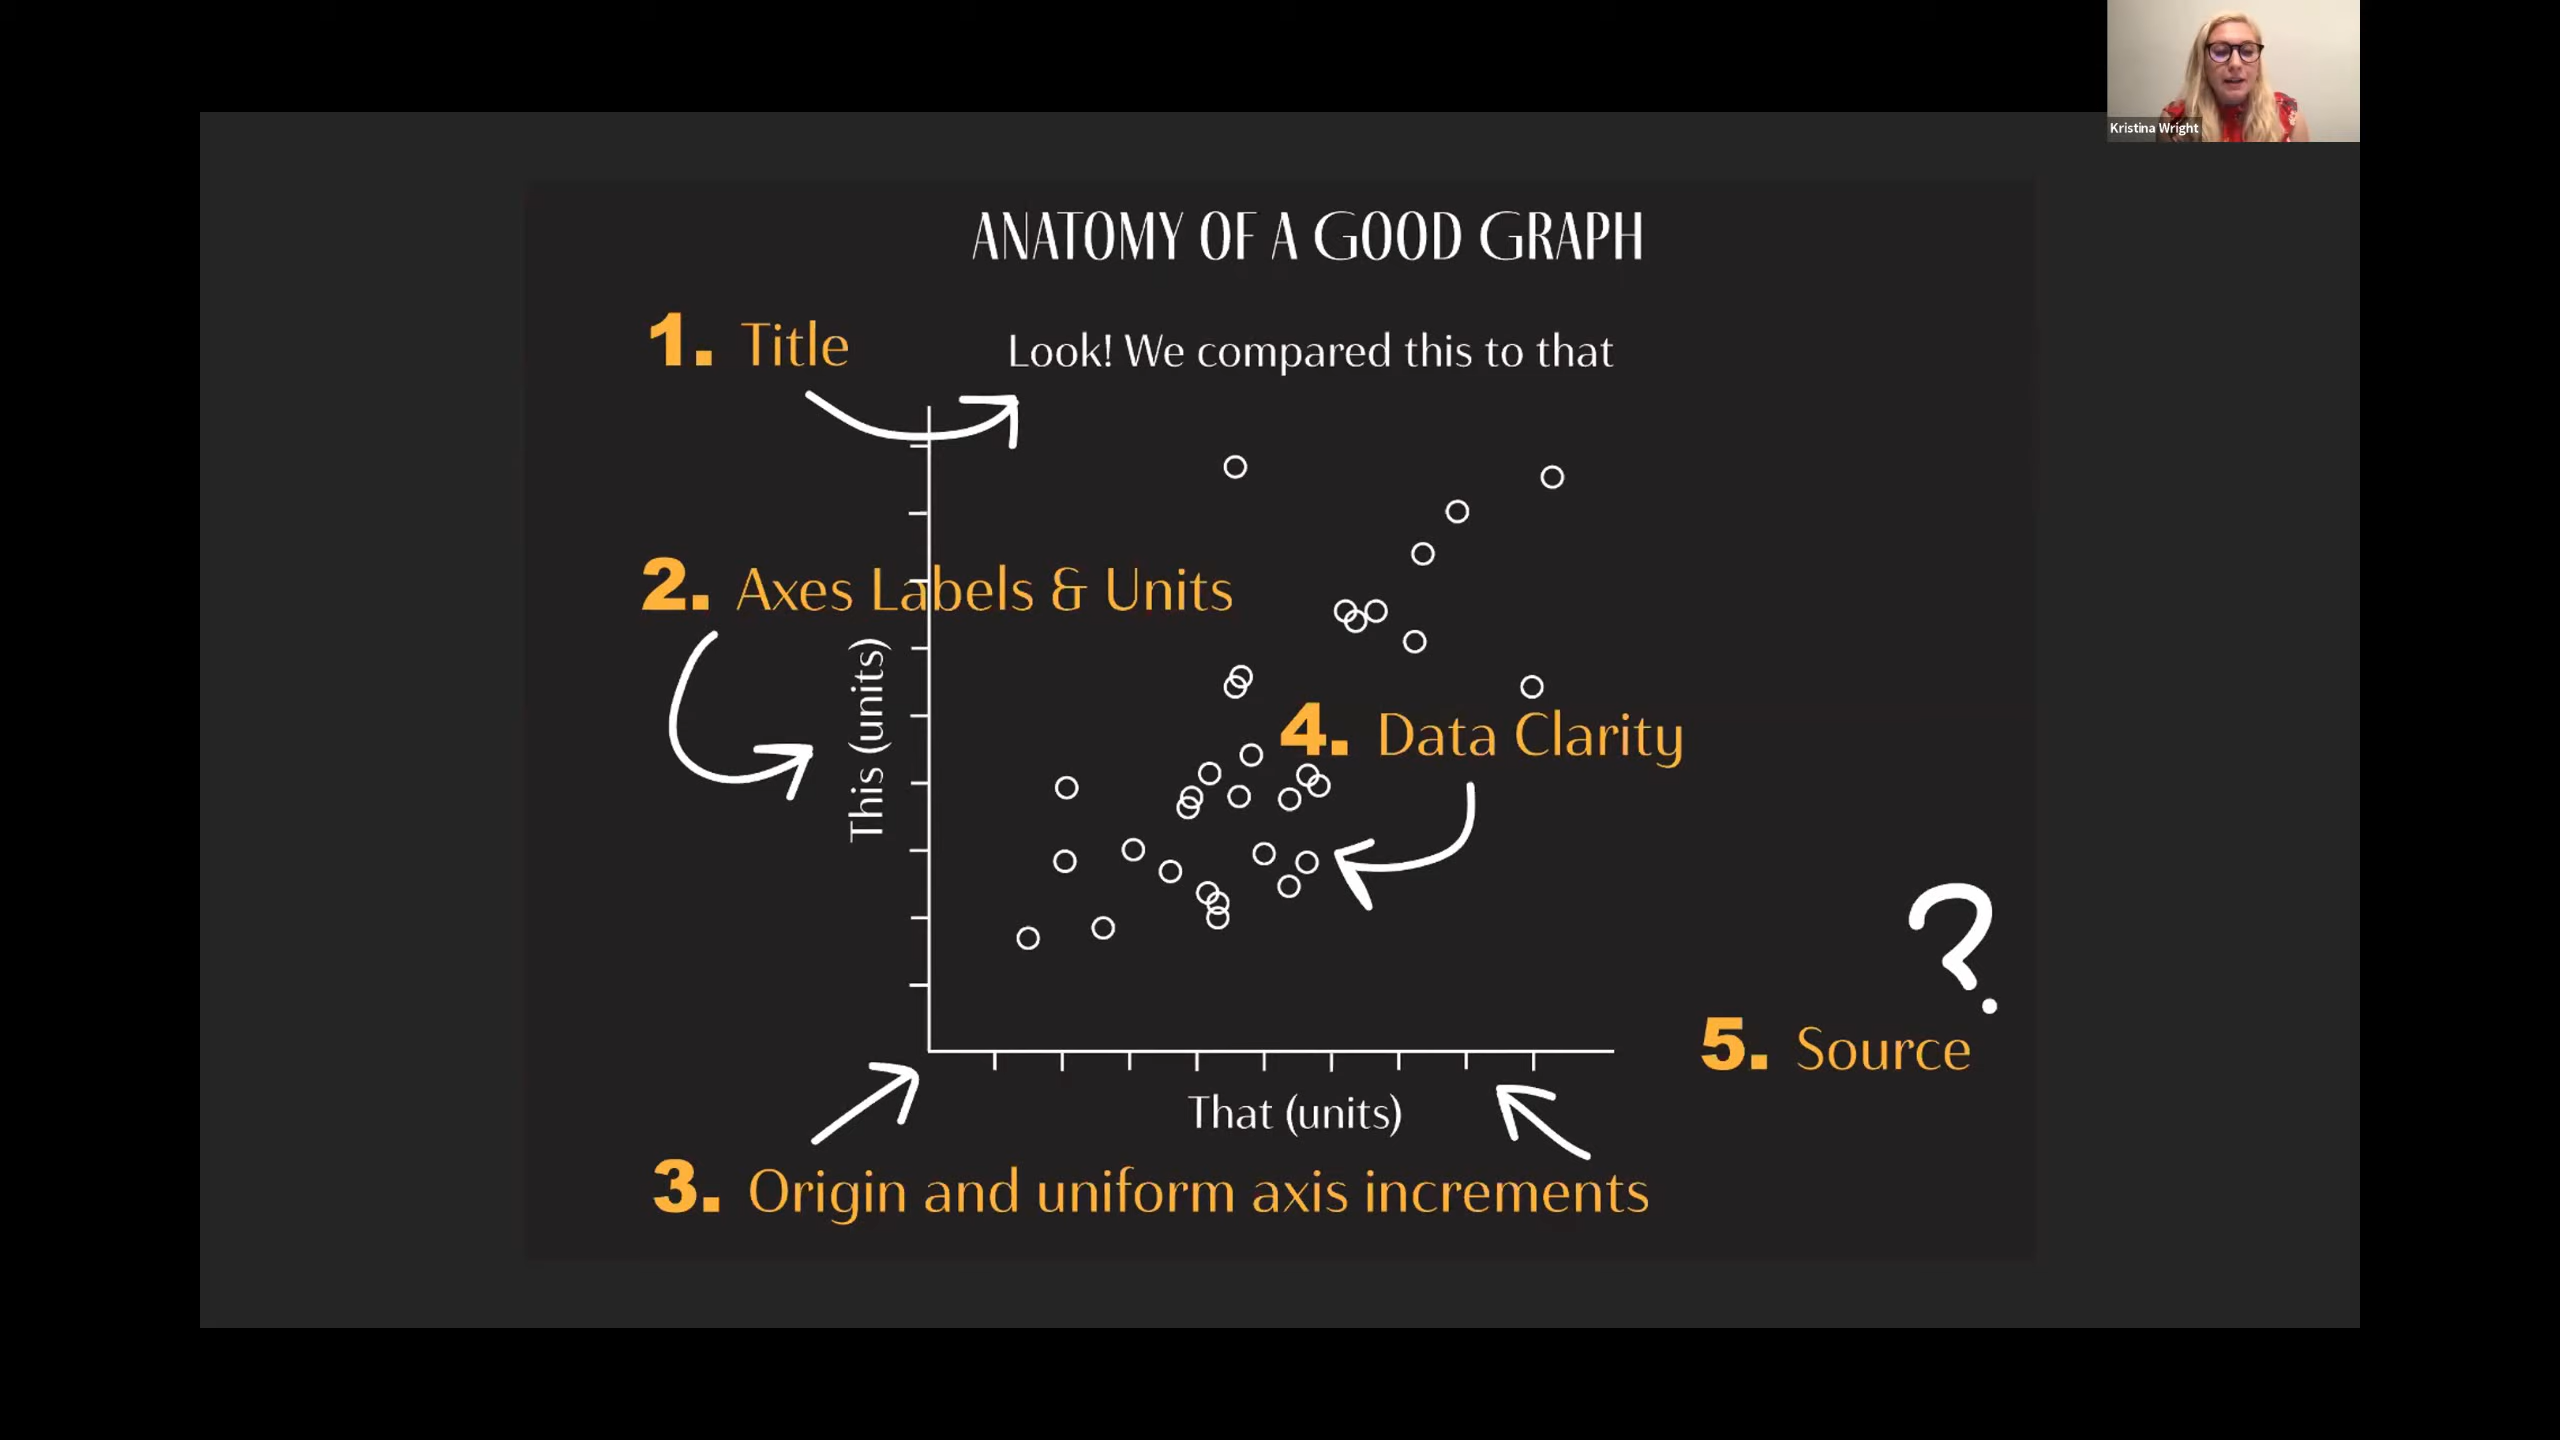 Kristina Wright
ANATOMY OF A GOOD GRAPH
1. Title
Look! We compared this to that
2. Axes Labels & Units
This (units)
4. Data Clarity
?
5. Source
That (units)
3. Origin and uniform axis increments